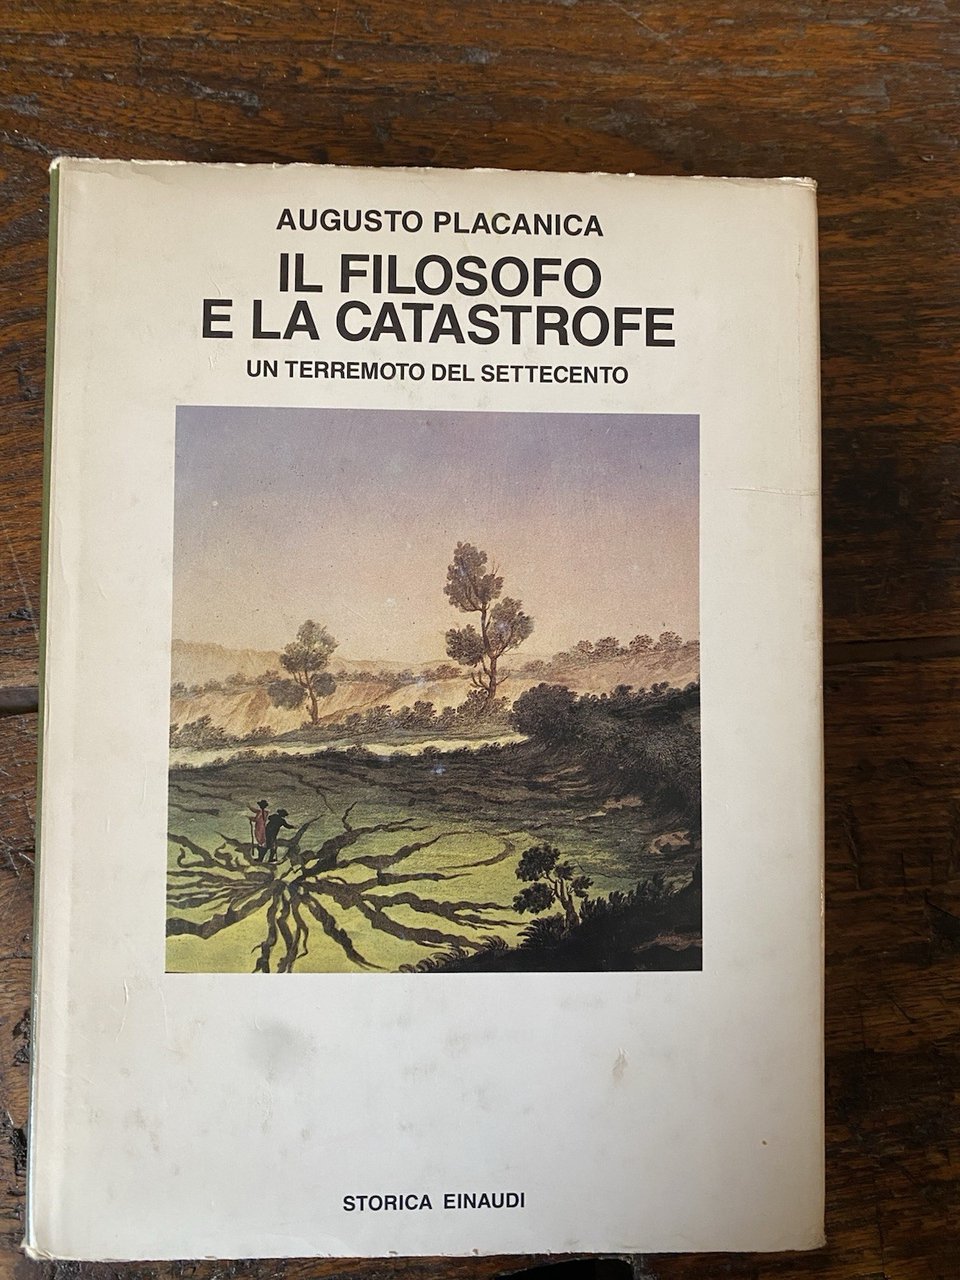 AUGUSTO PLACANICA
IL FILOSOFO
E LA CATASTROFE
UN TERREMOTO DEL SETTECENTO
STORICA EINAUDI